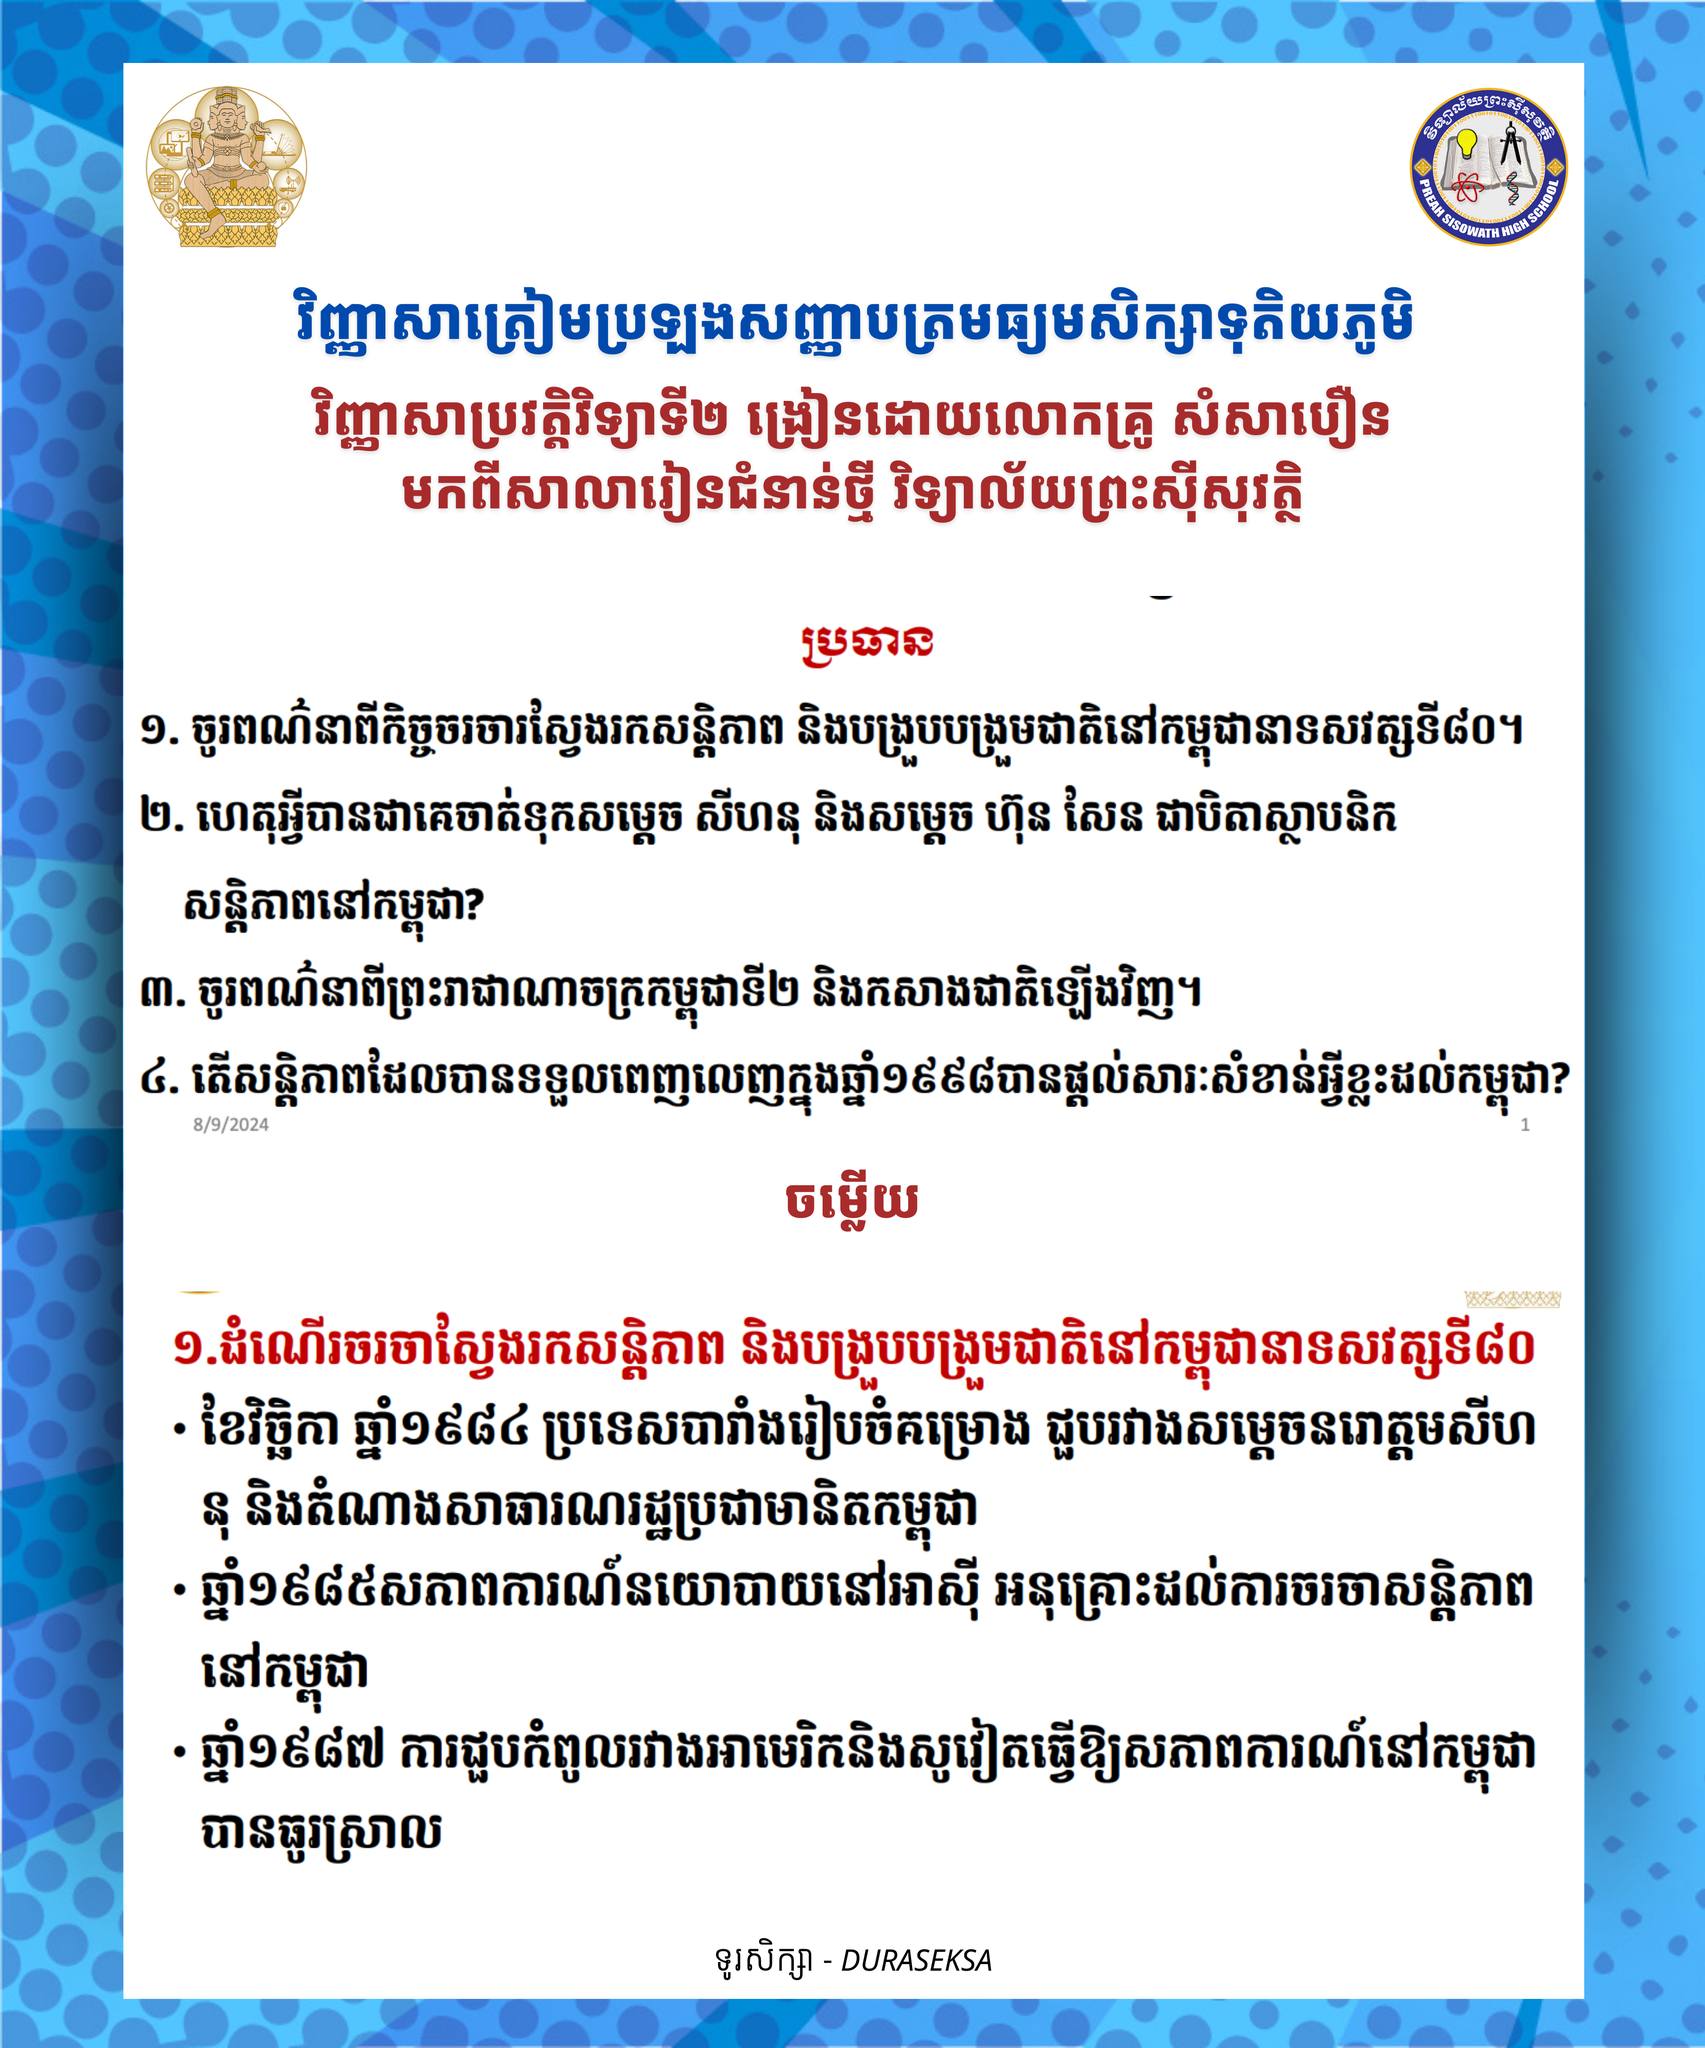 វិទ្យាល័យព្រះស៊ីសុវត្ថិ
PREAH SISOWATH HIGH SCHOOL
វិញ្ញាសាត្រៀមប្រឡងសញ្ញាបត្រមធ្យមសិក្សាទុតិយភូមិ
វិញ្ញាសាប្រវត្តិវិទ្យាទី២ ង្រៀនដោយលោកគ្រូ សំសាបឿន
មកពីសាលារៀនជំនាន់ថ្មី វិទ្យាល័យព្រះស៊ីសុវត្ថិ
ប្រធាន
១. ចូរពណ៌នាពីកិច្ចចរចារស្វែងរកសន្តិភាព និងបង្រួបបង្រួមជាតិនៅកម្ពុជានាទសវត្សទី៨០។
២. ហេតុអ្វីបានជាគេចាត់ទុកសម្តេច សីហនុ និងសម្តេច ហ៊ុន សែន ជាបិតាស្ថាបនិក
សន្តិភាពនៅកម្ពុជា?
៣. ចូរពណ៌នាពីព្រះរាជាណាចក្រកម្ពុជាទី២ និងកសាងជាតិឡើងវិញ។
៤. តើសន្តិភាពដែលបានទទួលពេញលេញក្នុងឆ្នាំ១៩៩៨បានផ្តល់សារៈសំខាន់អ្វីខ្លះដល់កម្ពុជា?
8/9/2024 1
ចម្លើយ
១.ដំណើរចរចាស្វែងរកសន្តិភាព និងបង្រួបបង្រួមជាតិនៅកម្ពុជានាទសវត្សទី៨០
• ខែវិច្ឆិកា ឆ្នាំ១៩៨៤ ប្រទេសបារាំងរៀបចំគម្រោង ជួបរវាងសម្តេចនរោត្តមសីហ
នុ និងតំណាងសាធារណរដ្ឋប្រជាមានិតកម្ពុជា
• ឆ្នាំ១៩៨៥សភាពការណ៍នយោបាយនៅអាស៊ី អនុគ្រោះដល់ការចរចាសន្តិភាព
នៅកម្ពុជា
• ឆ្នាំ១៩៨៧ ការជួបកំពូលរវាងអាមេរិកនិងសូវៀតធ្វើឱ្យសភាពការណ៍នៅកម្ពុជា
បានធូរស្រាល
ទូរសិក្សា - DURASEKSA